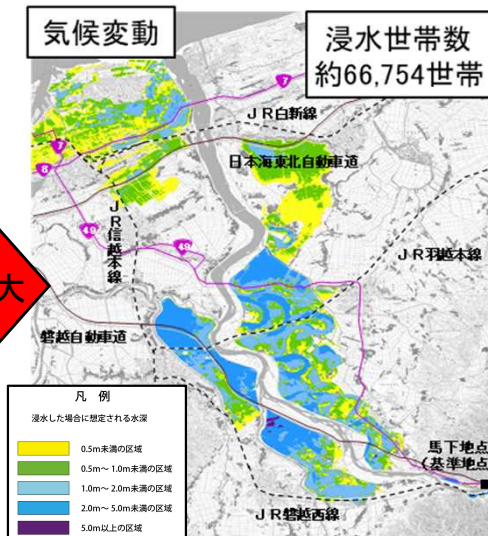 気候変動
浸水世帯数
約66,754世帯
7
JR白新線
日本海東北自動車道
7
8
49
49
JR信越本線
JR羽越本線
大
磐越自動車道
馬下地点
(基準地点
JR磐越西線
凡 例
浸水した場合に想定される水深
0.5m未満の区域
0.5m～1.0m未満の区域
1.0m～2.0m未満の区域
2.0m～5.0m未満の区域
5.0m以上の区域